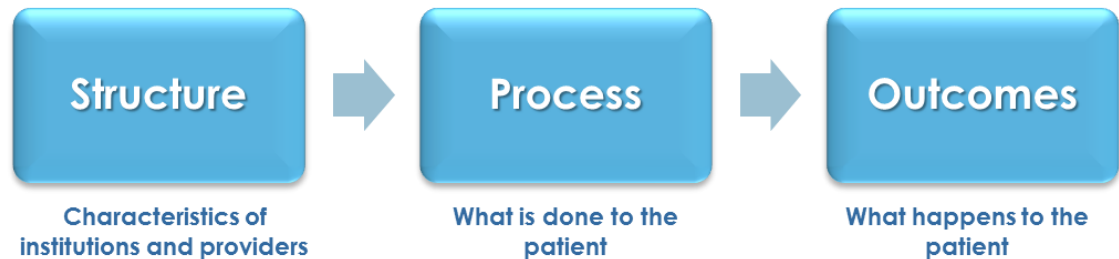 Structure
Process
Outcomes
Characteristics of
institutions and providers
What is done to the
patient
What happens to the
patient